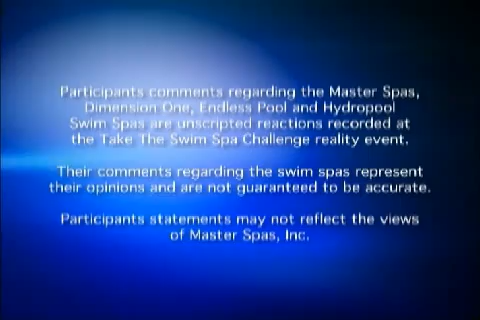 Participants comments regarding the Master Spas,
Dimension One, Endless Pool and Hydropool
Swim Spas are unscripted reactions recorded at
the Take The Swim Spa Challenge reality event.
Their comments regarding the swim spas represent
their opinions and are not guaranteed to be accurate.
Participants statements may not reflect the views
of Master Spas, Inc.